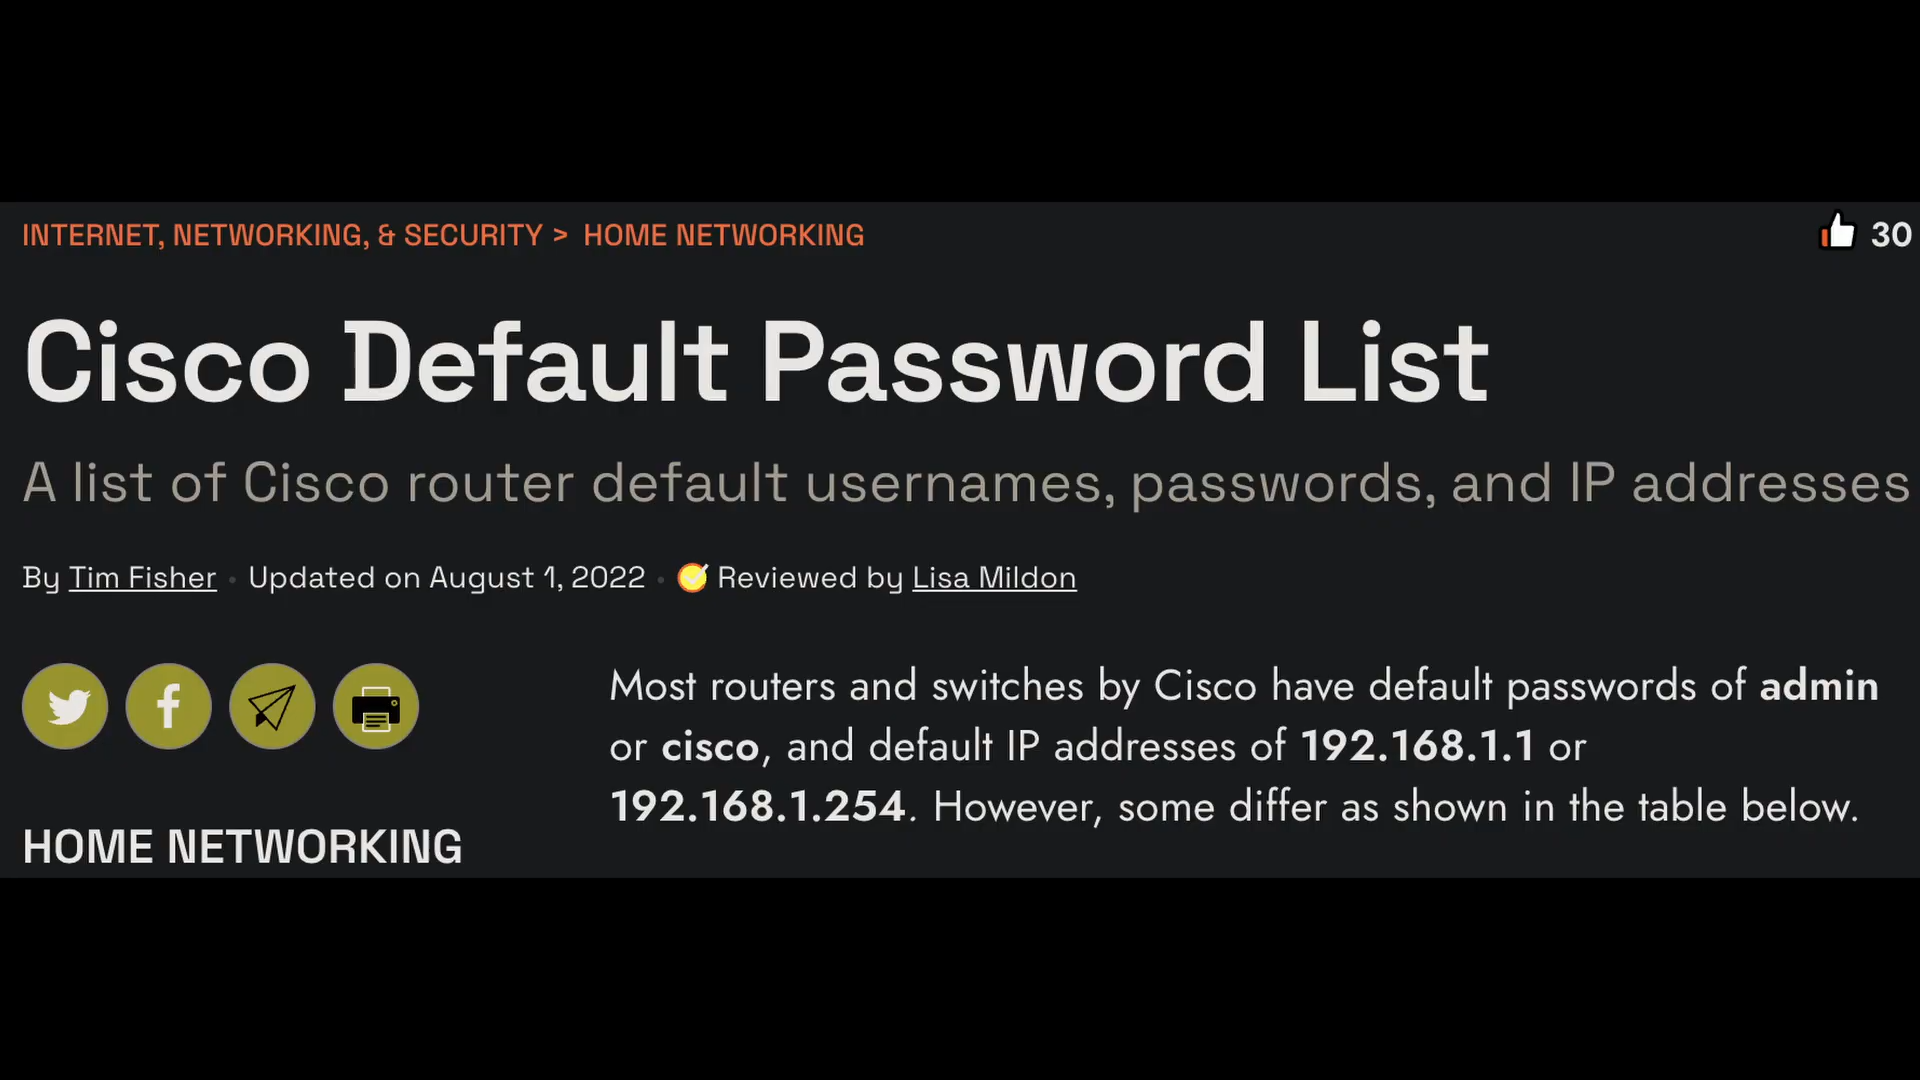 INTERNET, NETWORKING, & SECURITY > HOME NETWORKING
30
Cisco Default Password List
A list of Cisco router default usernames, passwords, and IP addresses
By Tim Fisher • Updated on August 1, 2022 • Reviewed by Lisa Mildon
Most routers and switches by Cisco have default passwords of admin
or cisco, and default IP addresses of 192.168.1.1 or
192.168.1.254. However, some differ as shown in the table below.
HOME NETWORKING